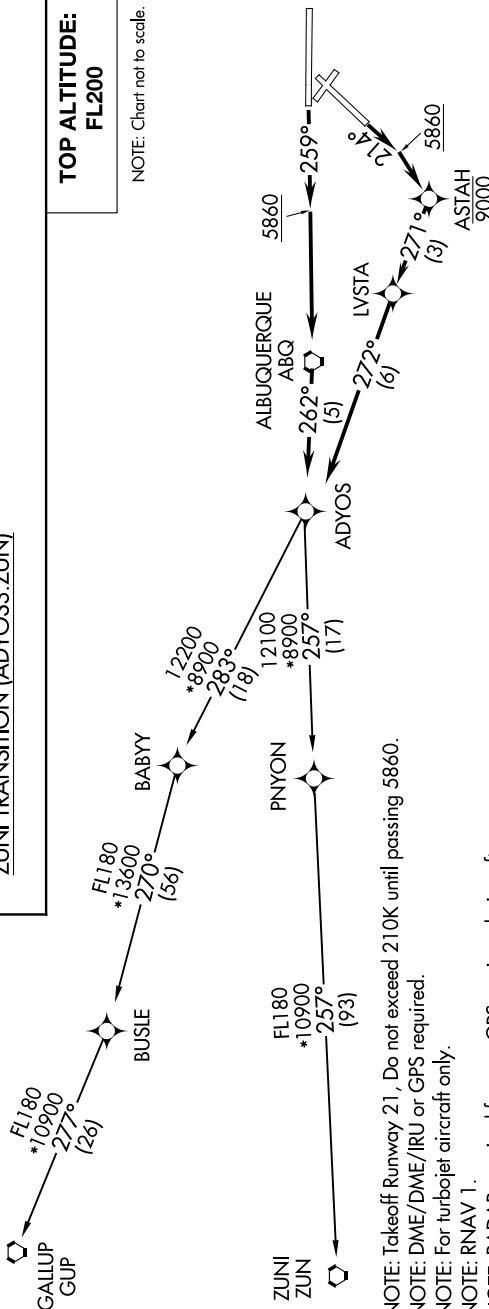 ZUNI TRANSITION (ADYOS3.ZUN)
TOP ALTITUDE:
FL200
NOTE: Chart not to scale.
259°
5860
214°
5860
ASTAH
9000
271°
(3)
LVSTA
272°
(6)
ALBUQUERQUE
ABQ
262°
(5)
ADYOS
12200
*8900
283°
(18)
BABYY
12100
*8900
257°
(17)
PNYON
FL180
*13600
270°
(56)
BUSLE
FL180
*10900
277°
(26)
GALLUP
GUP
FL180
*10900
257°
(93)
ZUNI
ZUN
NOTE: Takeoff Runway 21, Do not exceed 210K until passing 5860.
NOTE: DME/DME/IRU or GPS required.
NOTE: For turbojet aircraft only.
NOTE: RNAV 1.